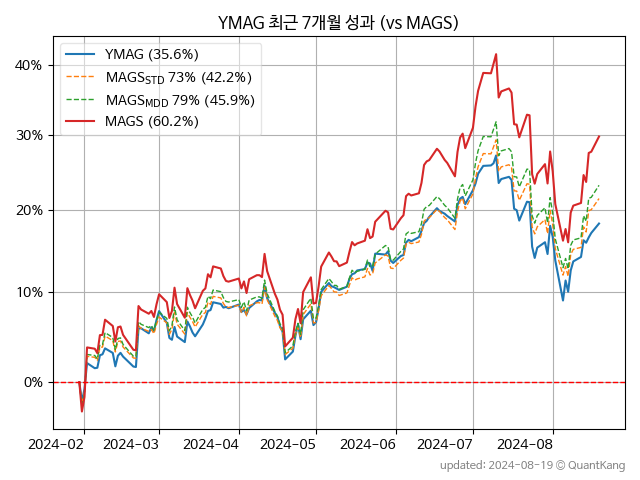 YMAG 최근 7개월 성과 (vs MAGS)
YMAG (35.6%)
MAGS_STD 73% (42.2%)
MAGS_MDD 79% (45.9%)
MAGS (60.2%)
40%
30%
20%
10%
0%
2024-02 2024-03 2024-04 2024-05 2024-06 2024-07 2024-08
updated: 2024-08-19 © QuantKang